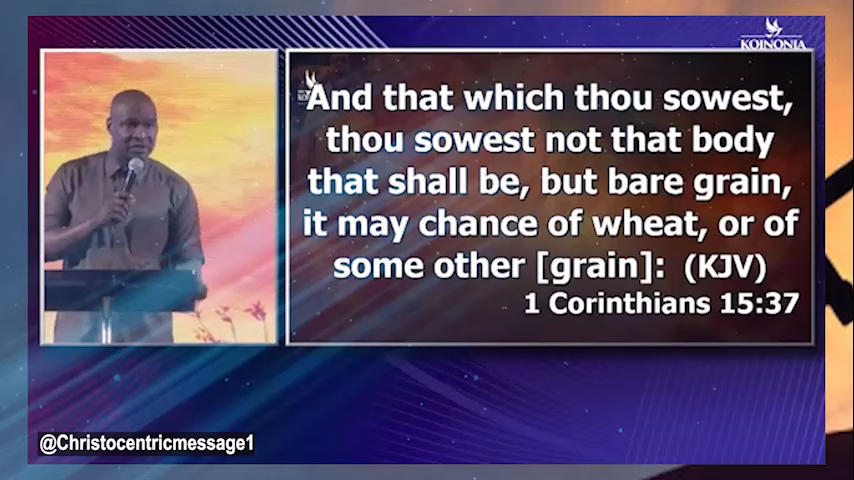 KOINONIA
And that which thou sowest,
thou sowest not that body
that shall be, but bare grain,
it may chance of wheat, or of
some other [grain]: (KJV)
1 Corinthians 15:37
@Christocentricmessage1